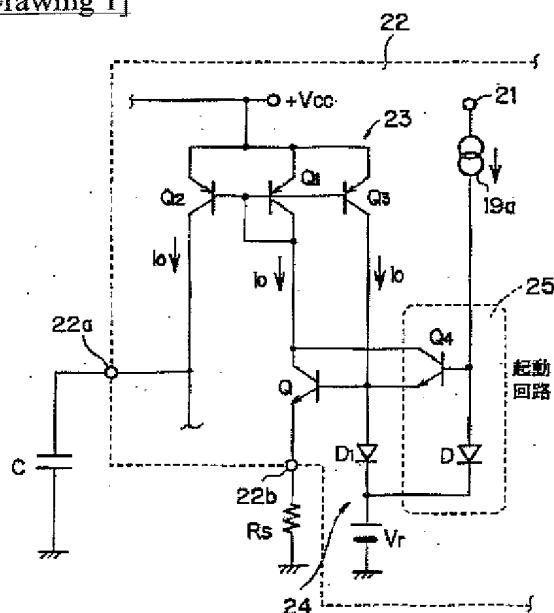 rawing 1]
22
+Vcc
23
21
Q2
Q1
Q3
19a
Io
Io
Io
25
22a
Q4
Q
起動
回路
C
D1
D
22b
Rs
Vr
24